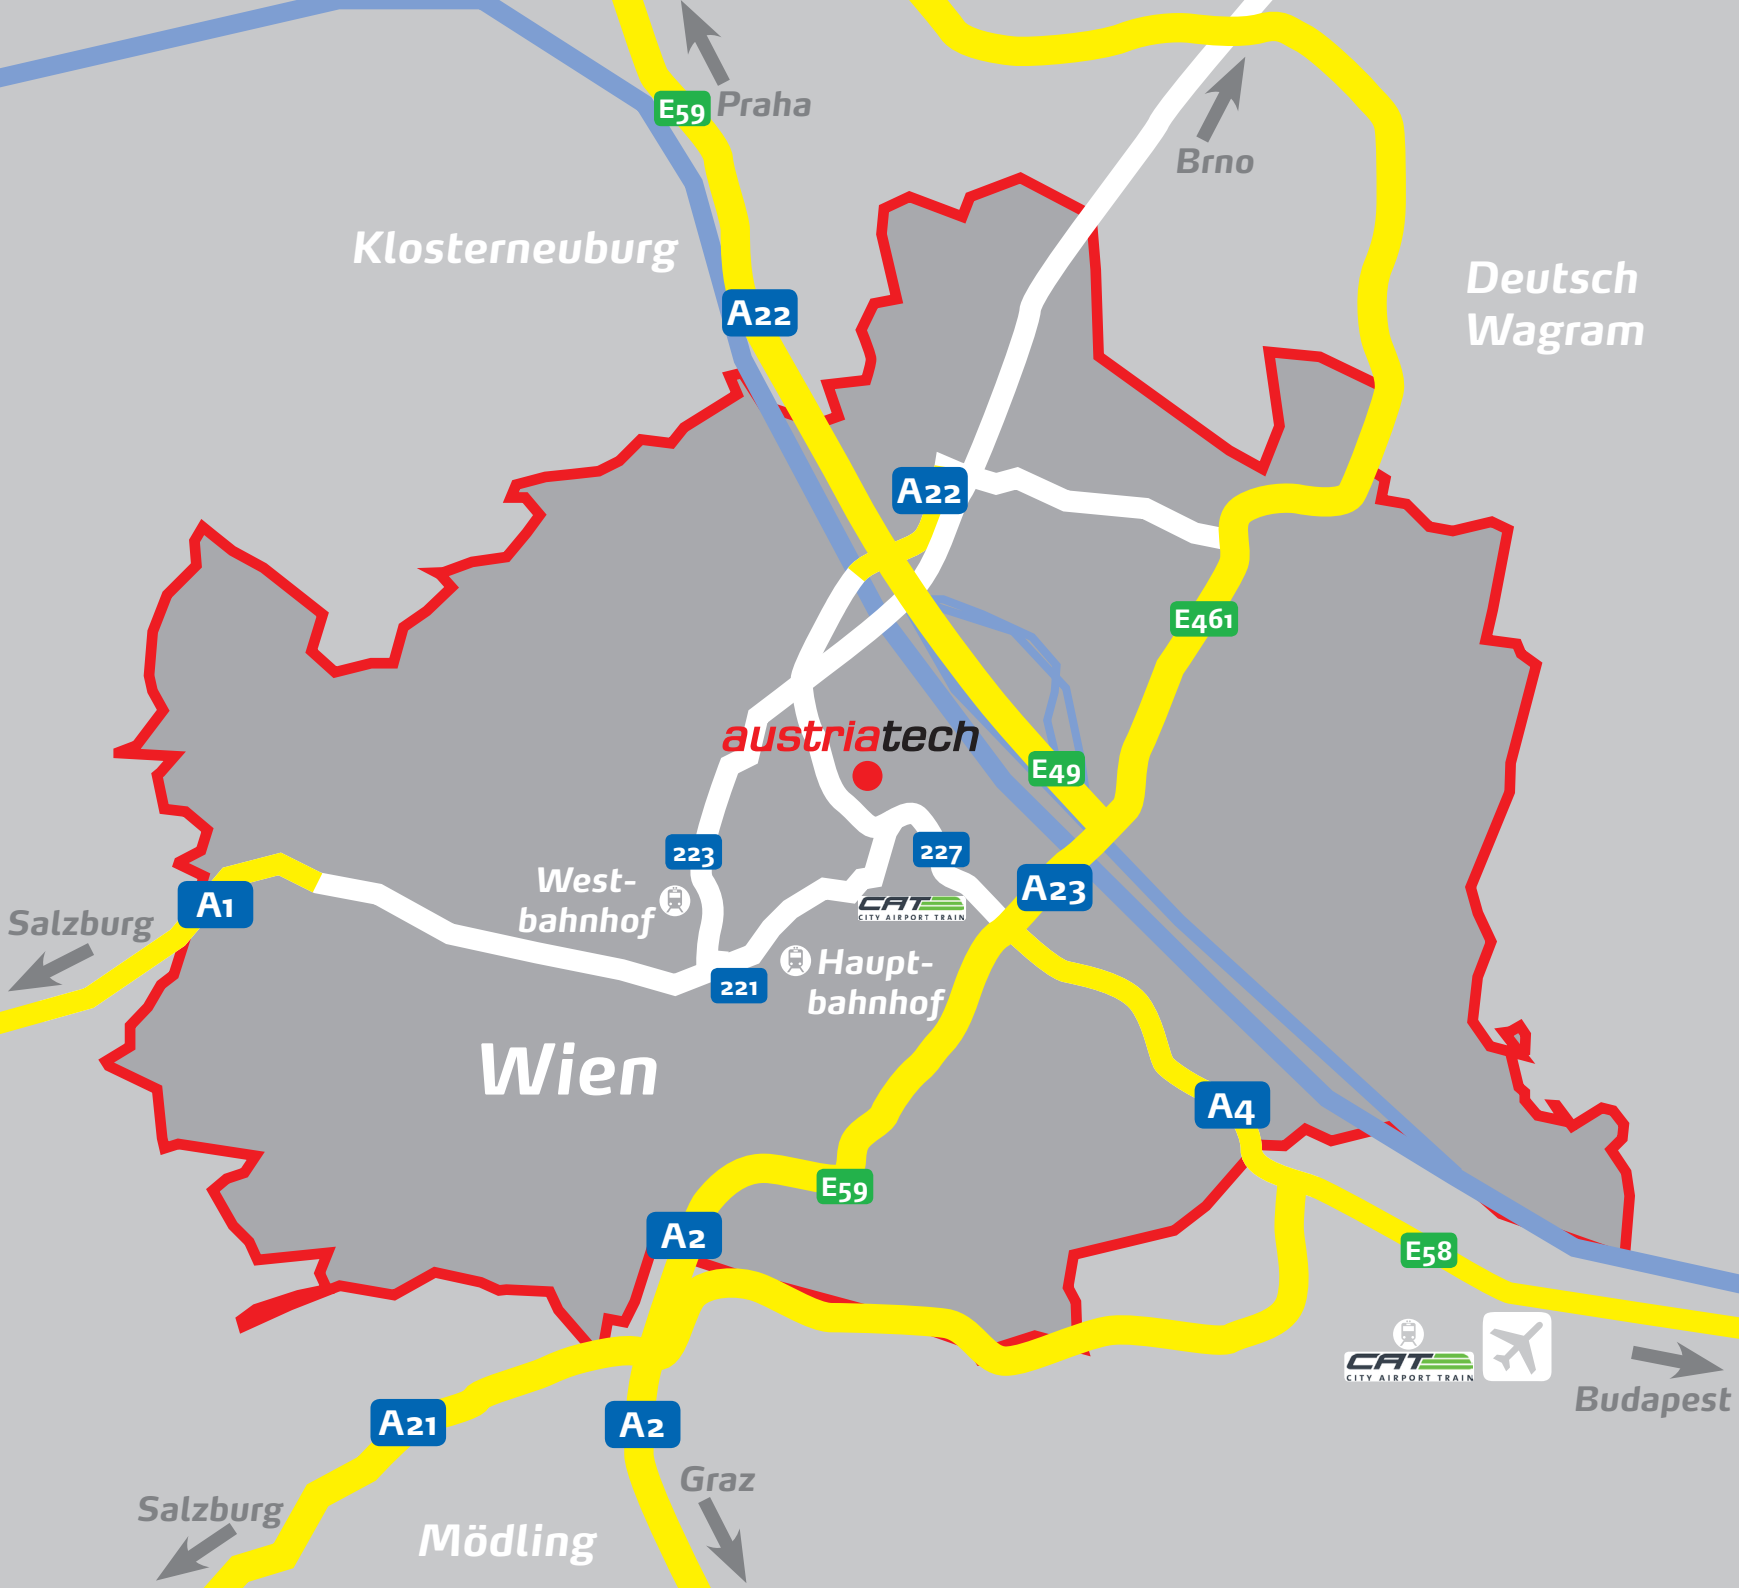 E59
Praha
Brno
Klosterneuburg
Deutsch
Wagram
A22
A22
E461
austriatech
E49
223
227
West-
bahnhof
A23
A1
Salzburg
CAT
CITY AIRPORT TRAIN
Haupt-
bahnhof
221
Wien
A4
E59
A2
E58
CAT
CITY AIRPORT TRAIN
Budapest
A21
A2
Graz
Salzburg
Mödling